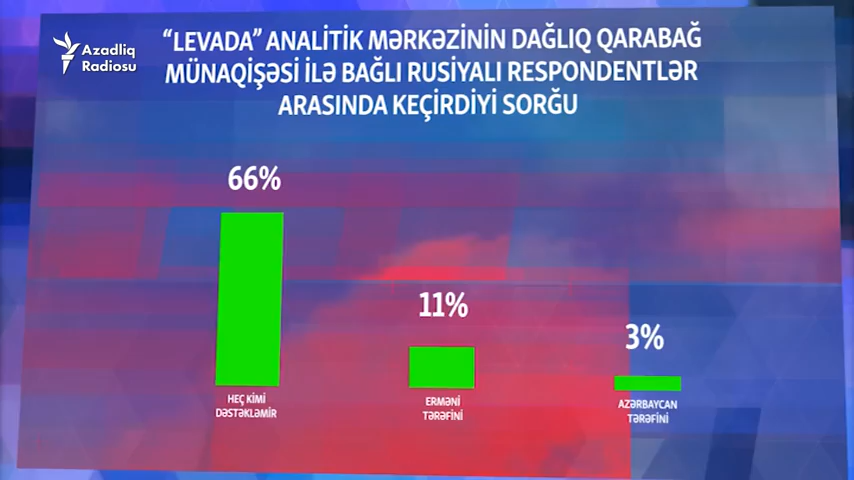 Azadlıq
Radiosu
“LEVADA” ANALİTİK MƏRKƏZİNİN DAĞLIQ QARABAĞ
MÜNAQİŞƏSİ İLƏ BAĞLI RUSİYALI RESPONDENTLƏR
ARASINDA KEÇİRDİYİ SORĞU
66%
11%
3%
HEÇ KİMİ
DƏSTƏKLƏMİR
ERMƏNİ
TƏRƏFİNİ
AZƏRBAYCAN
TƏRƏFİNİ